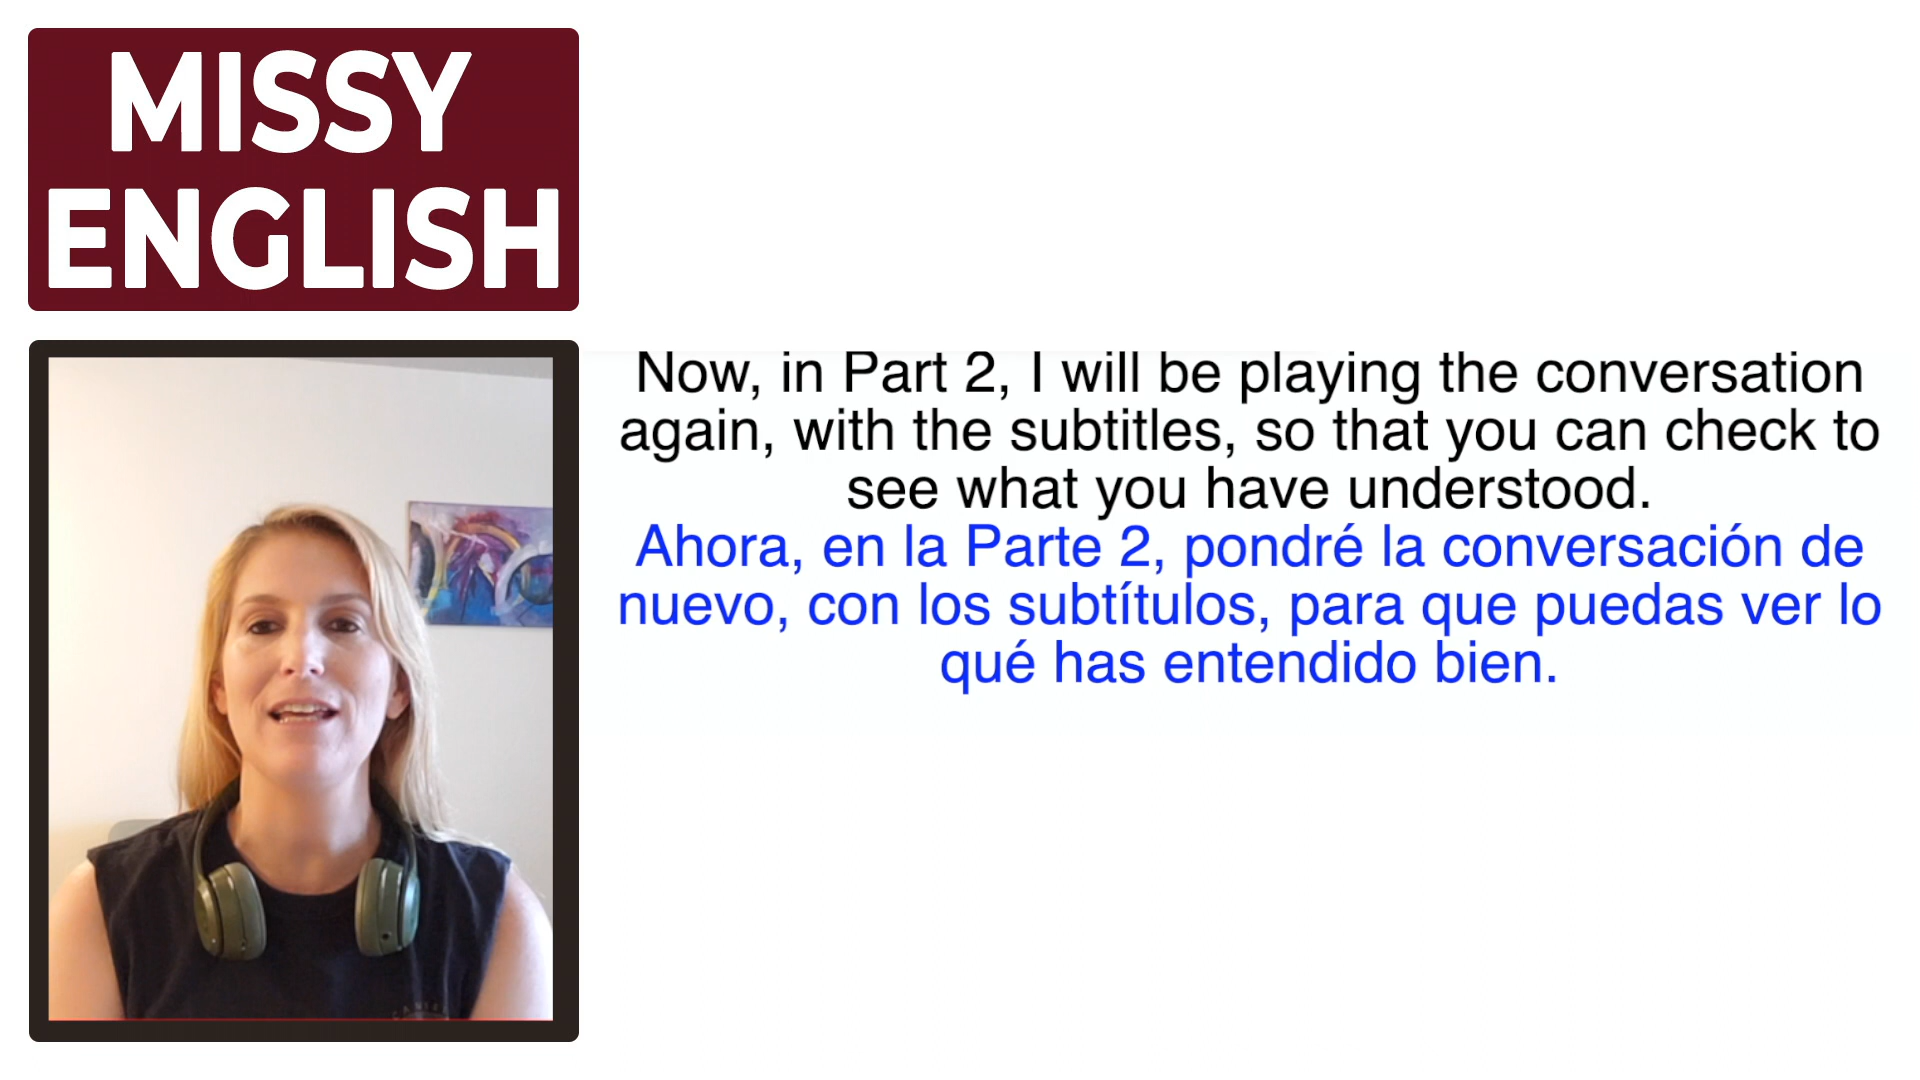 MISSY
ENGLISH
Now, in Part 2, I will be playing the conversation
again, with the subtitles, so that you can check to
see what you have understood.
Ahora, en la Parte 2, pondré la conversación de
nuevo, con los subtítulos, para que puedas ver lo
qué has entendido bien.